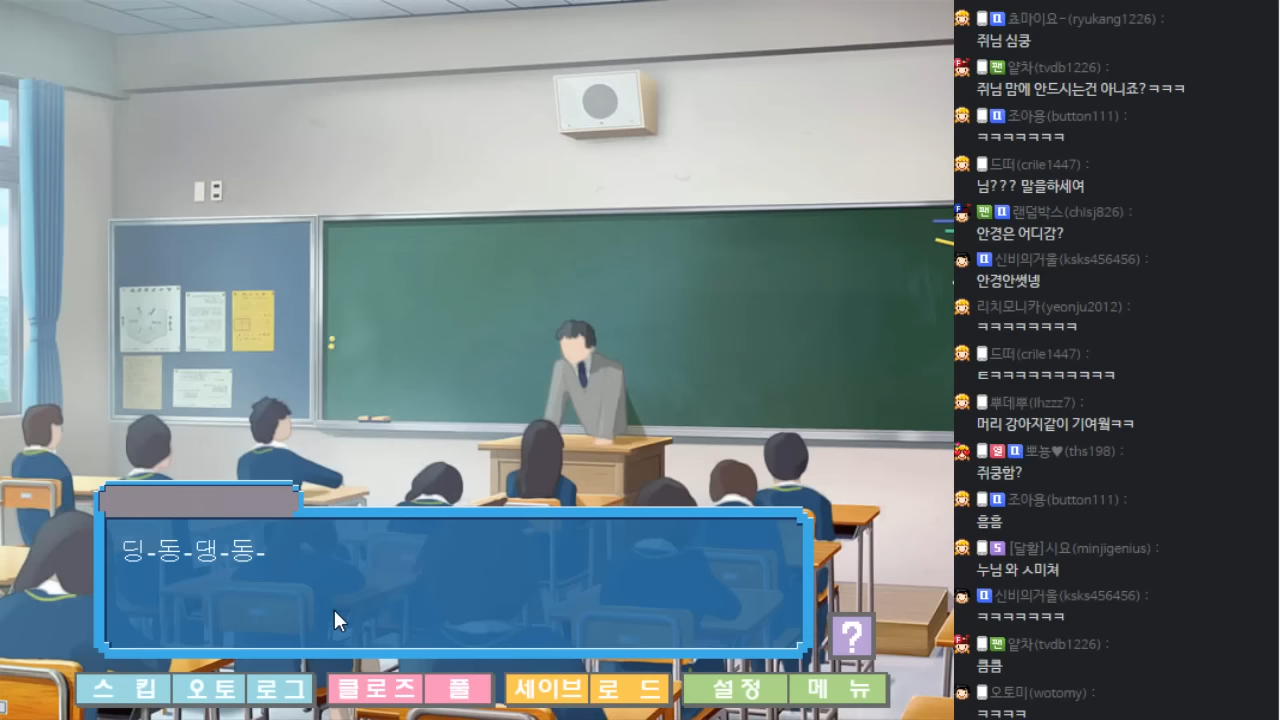 딩-동-댕-동-
?
스 킵 오토 로그 클로즈 풀 세이브 로 드 설정 메 뉴
쵸마이요-(ryukang1226) :
쥐님 심쿵
팬 얕차(tvdb1226) :
쥐님 맘에 안드시는건 아니죠?ㅋㅋㅋ
조아용(button111) :
ㅋㅋㅋㅋㅋㅋㅋ
드떠(crile1447) :
님??? 말을하세여
팬 랜덤박스(chlsj826) :
안경은 어디감?
신비의거울(ksks456456) :
안경안썻넹
리치모니카(yeonju2012) :
ㅋㅋㅋㅋㅋㅋㅋㅋ
드떠(crile1447) :
ㅌㅋㅋㅋㅋㅋㅋㅋㅋㅋㅋ
뿌데뿌(lhzzz7) :
머리 강아지같이 기여웤ㅋㅋ
열 뽀뇽♥(ths198) :
쥐쿵함?
조아용(button111) :
흠흠
S [달활]시요(minjigenius) :
누님 와 ㅅ미쳐
신비의거울(ksks456456) :
ㅋㅋㅋㅋㅋㅋㅋ
팬 얕차(tvdb1226) :
큼큼
오토미(wotomy) :
ㅋㅋㅋㅋ